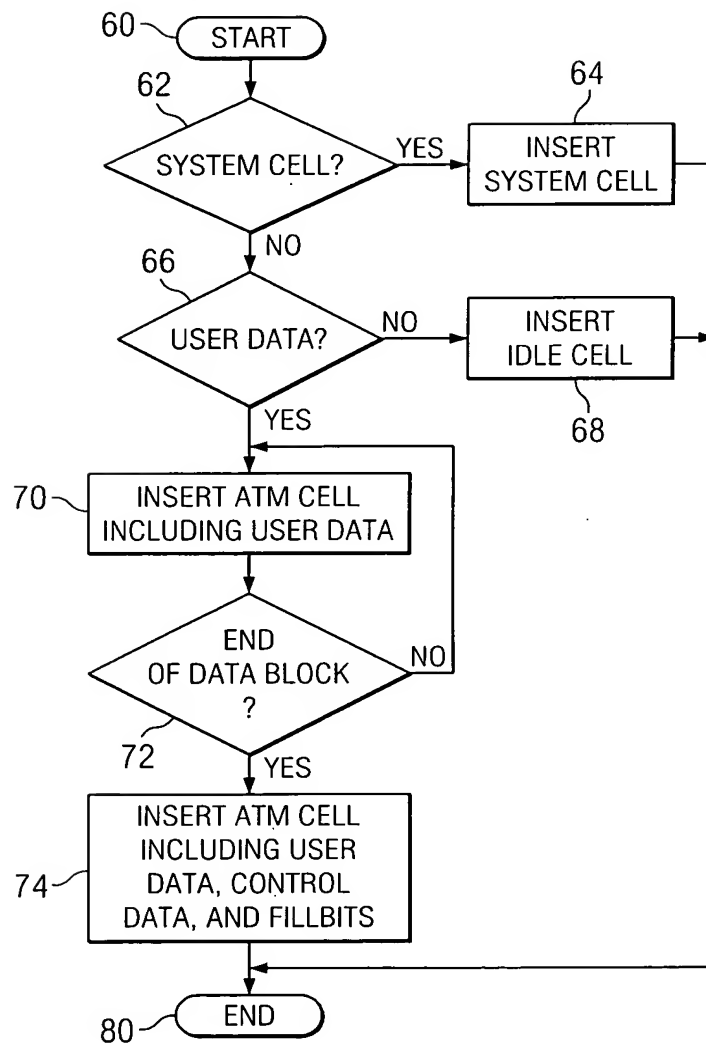 60
START
62
SYSTEM CELL?
YES
64
INSERT
SYSTEM CELL
NO
66
USER DATA?
NO
INSERT
IDLE CELL
68
YES
70
INSERT ATM CELL
INCLUDING USER DATA
END
OF DATA BLOCK
?
NO
72
YES
74
INSERT ATM CELL
INCLUDING USER
DATA, CONTROL
DATA, AND FILLBITS
80
END